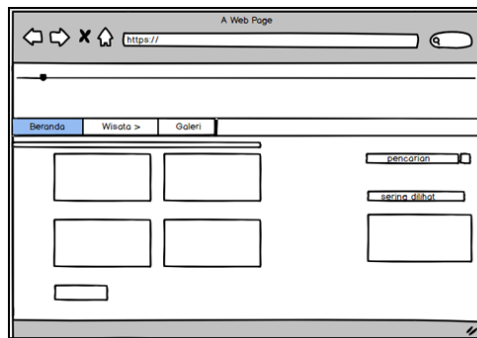 A Web Page
https://
Beranda
Wisata >
Galeri
pencarian
sering dilihat